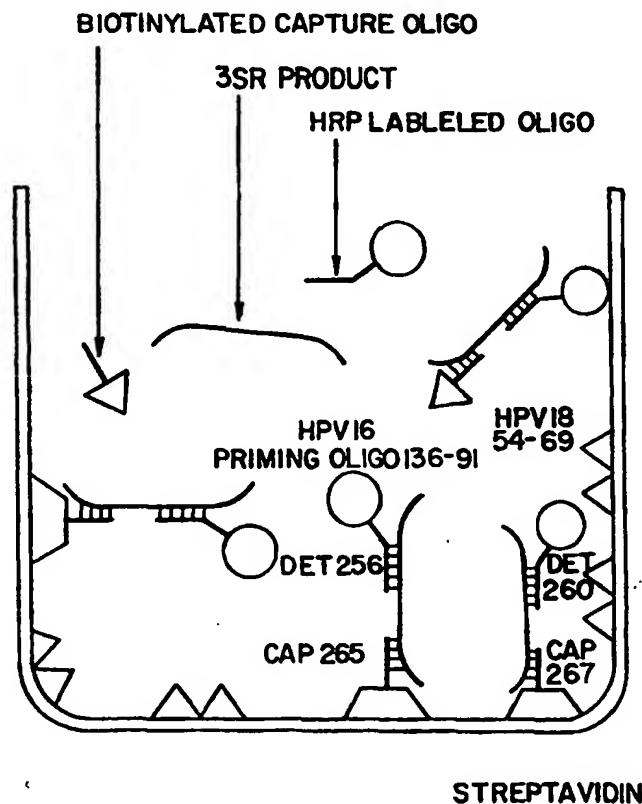 BIOTINYLATED CAPTURE OLIGO
3SR PRODUCT
HRP LABLELED OLIGO
HPV16
PRIMING OLIGO 136-91
HPV18
54-69
DET 256
DET
260
CAP 265
CAP
267
STREPTAVIDIN